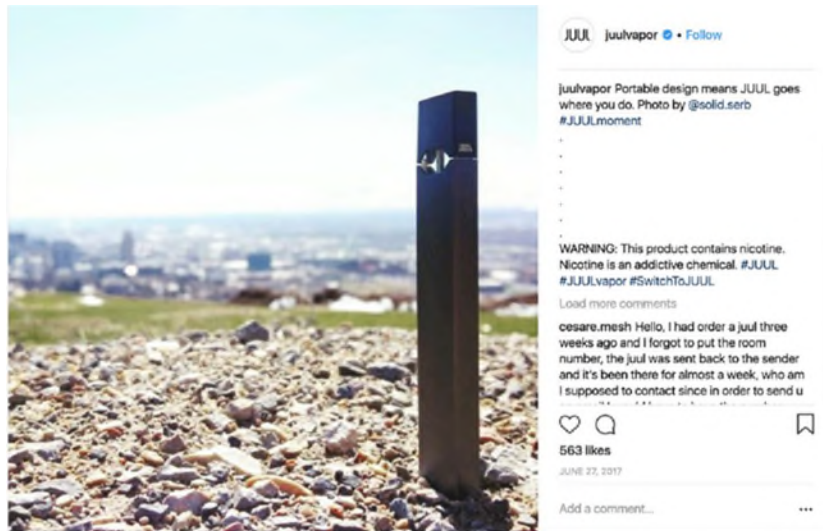 JUUL juulvapor • Follow
juulvapor Portable design means JUUL goes
where you do. Photo by @solid.serb
#JUULmoment
.
.
.
.
.
.
.
WARNING: This product contains nicotine.
Nicotine is an addictive chemical. #JUUL
#JUULvapor #SwitchToJUUL
Load more comments
cesare.mesh Hello, I had order a juul three
weeks ago and I forgot to put the room
number, the juul was sent back to the sender
and it's been there for almost a week, who am
I supposed to contact since in order to send u
563 likes
JUNE 27, 2017
Add a comment...